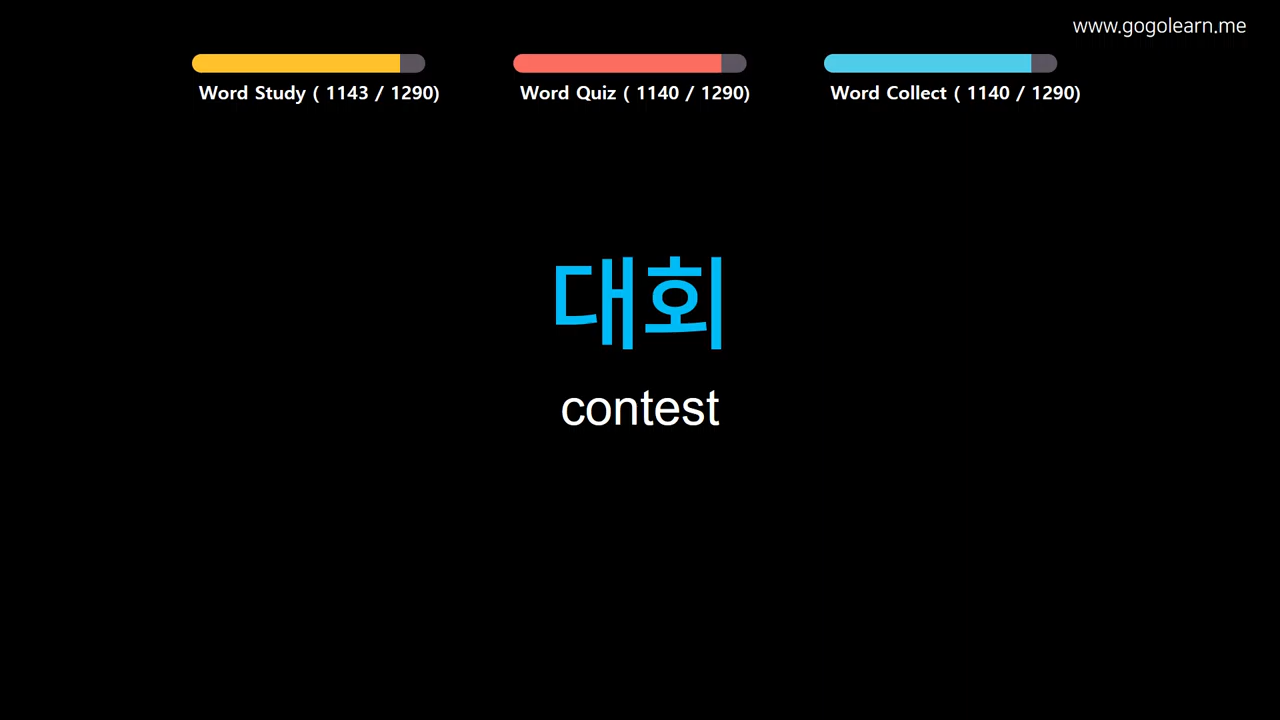 www.gogolearn.me
Word Study ( 1143 / 1290) Word Quiz ( 1140 / 1290) Word Collect ( 1140 / 1290)
대회
contest